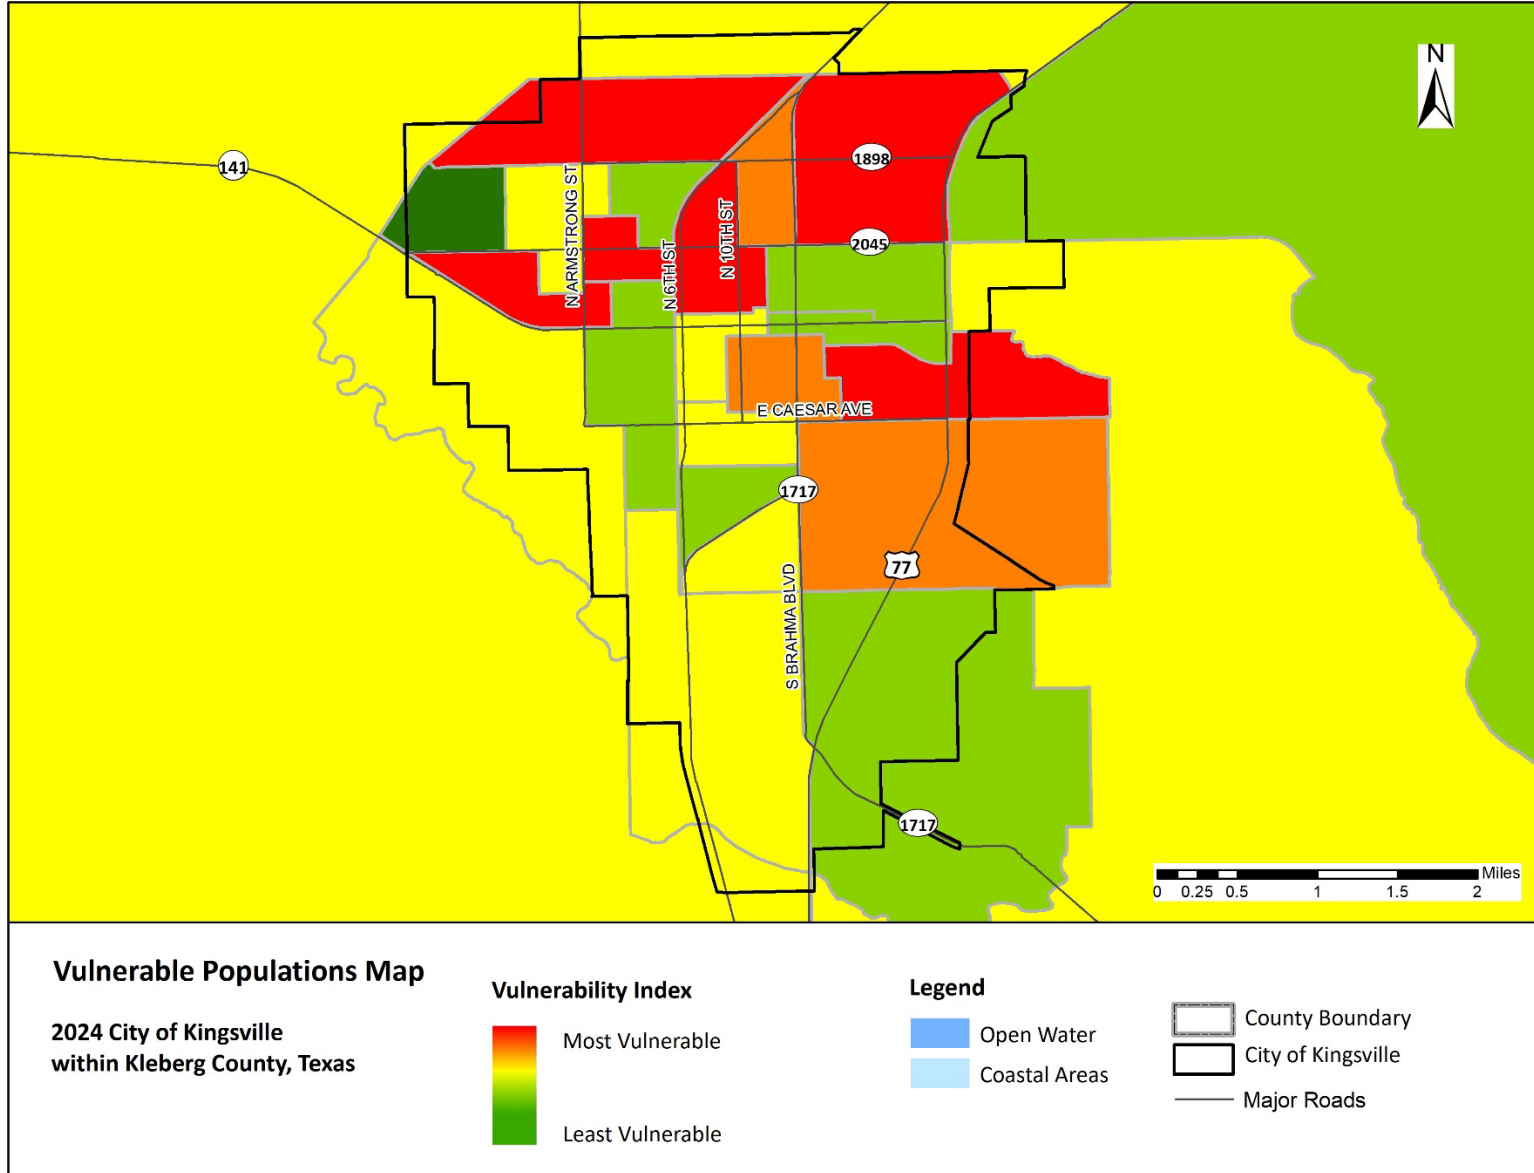 N
141
1898
N ARMSTRONG ST
N 10TH ST
2045
N 6TH ST
E CAESAR AVE
1717
77
S BRAHMA BLVD
1717
Miles
0 0.25 0.5 1 1.5 2
Vulnerable Populations Map
2024 City of Kingsville
within Kleberg County, Texas
Vulnerability Index
Most Vulnerable
Least Vulnerable
Legend
Open Water
Coastal Areas
County Boundary
City of Kingsville
Major Roads